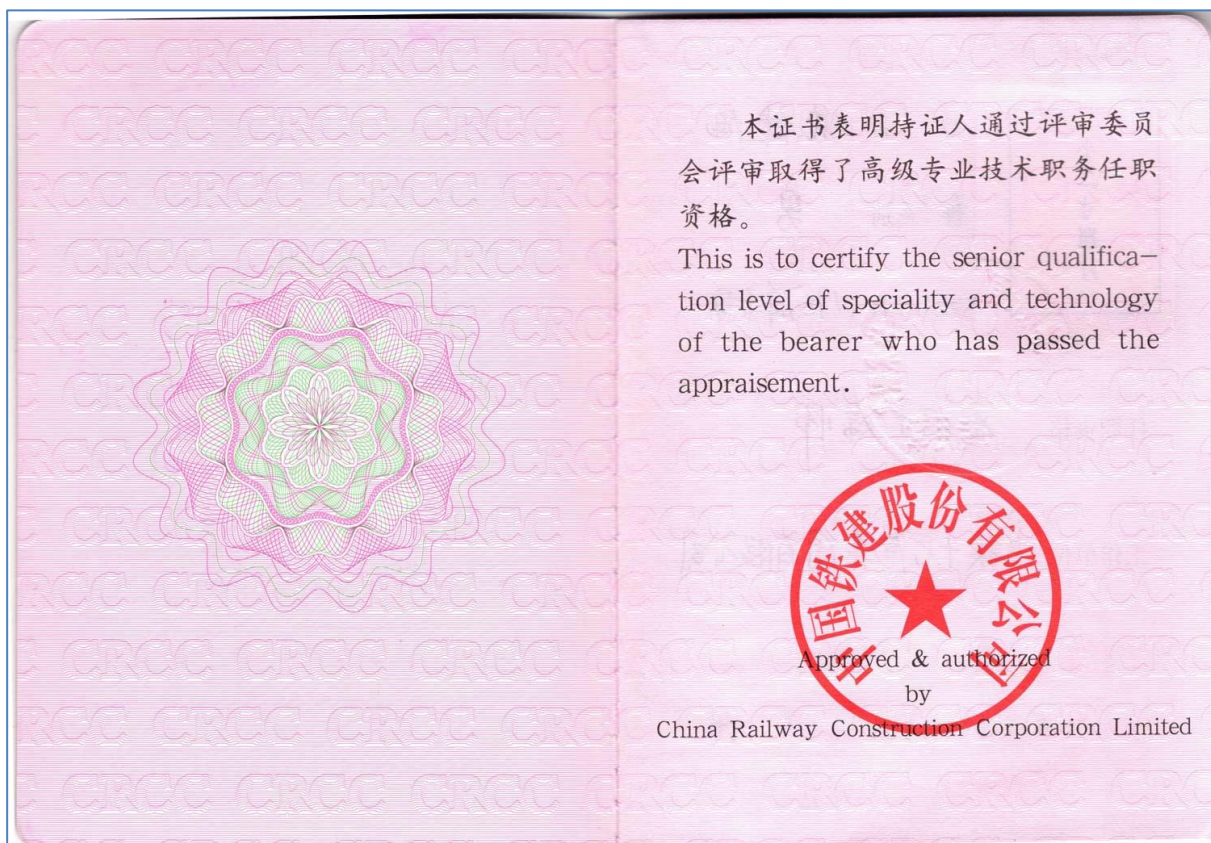 本证书表明持证人通过评审委员
会评审取得了高级专业技术职务任职
资格。
This is to certify the senior qualifica-
tion level of speciality and technology
of the bearer who has passed the
appraisement.
中国铁建股份有限公司
Approved & authorized
by
China Railway Construction Corporation Limited
CRCC